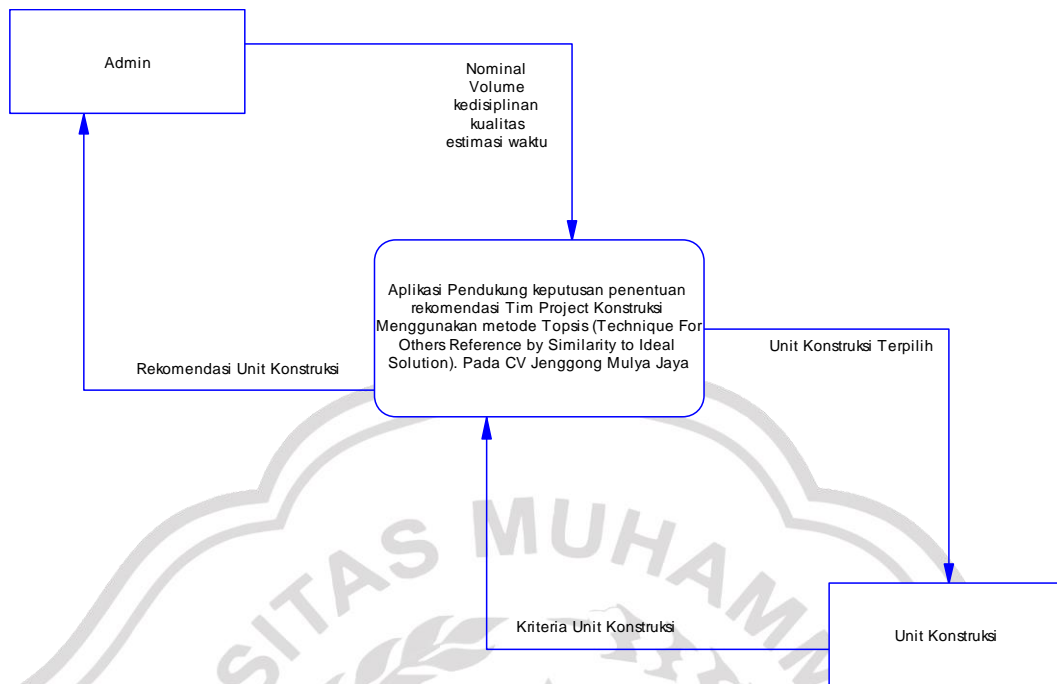 Admin
Nominal
Volume
kedisiplinan
kualitas
estimasi waktu
Aplikasi Pendukung keputusan penentuan
rekomendasi Tim Project Konstruksi
Menggunakan metode Topsis (Technique For
Others Reference by Similarity to Ideal
Solution). Pada CV Jenggong Mulya Jaya
Unit Konstruksi Terpilih
Rekomendasi Unit Konstruksi
Kriteria Unit Konstruksi
Unit Konstruksi
SITAS MUHAMM